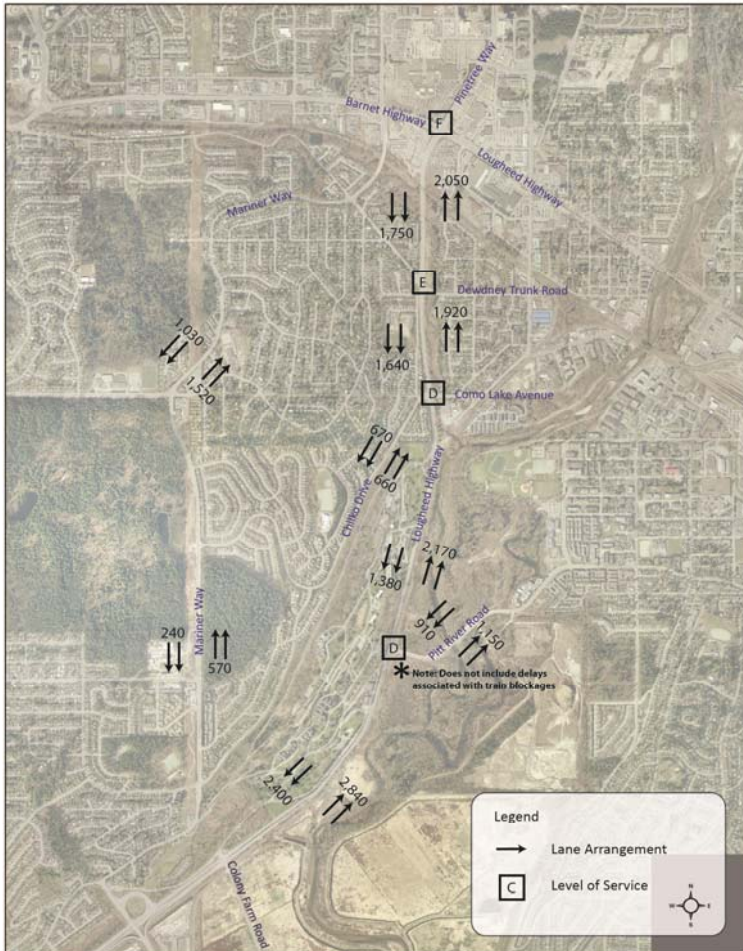 Pinetree Way
Barnet Highway
F
Lougheed Highway
2,050
1,750
Mariner Way
E
Dewdney Trunk Road
1,920
1,030
1,640
1,520
D
Como Lake Avenue
670
660
Chilko Drive
Lougheed Highway
2,170
1,380
910
1,150
Pitt River Road
240
570
Mariner Way
D
* Note: Does not include delays
associated with train blockages
2,400
2,840
Colony Farm Road
Legend
Lane Arrangement
C Level of Service
N
W E
S